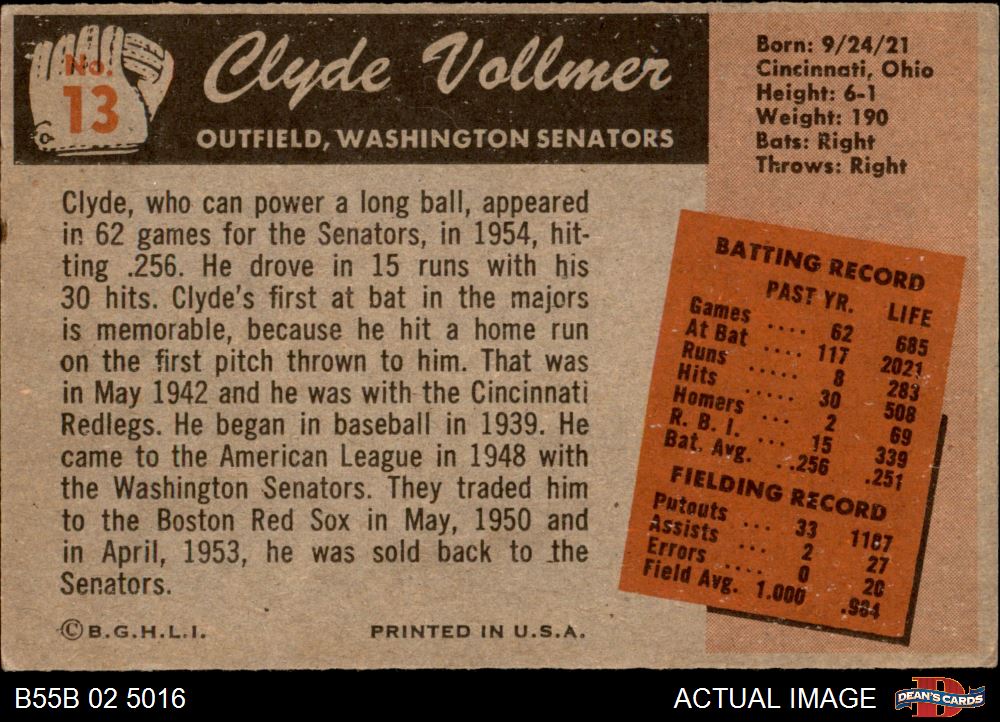 No.
13
Clyde Vollmer
OUTFIELD, WASHINGTON SENATORS
Born: 9/24/21
Cincinnati, Ohio
Height: 6-1
Weight: 190
Bats: Right
Throws: Right
Clyde, who can power a long ball, appeared
in 62 games for the Senators, in 1954, hit-
ting .256. He drove in 15 runs with his
30 hits. Clyde's first at bat in the majors
is memorable, because he hit a home run
on the first pitch thrown to him. That was
in May 1942 and he was with the Cincinnati
Redlegs. He began in baseball in 1939. He
came to the American League in 1948 with
the Washington Senators. They traded him
to the Boston Red Sox in May, 1950 and
in April, 1953, he was sold back to the
Senators.
BATTING RECORD
PAST YR. LIFE
Games .... 62 685
At Bat .... 117 2021
Runs ..... 8 283
Hits ..... 30 508
Homers ... 2 69
R. B. I. ... 15 339
Bat. Avg. ..256 .251
FIELDING RECORD
Putouts ... 33 1187
Assists ... 2 27
Errors .... 0 20
Field Avg. 1.000 .984
© B.G.H.L.I. PRINTED IN U.S.A.
B55B 02 5016 ACTUAL IMAGE
D
DEAN'S CARDS